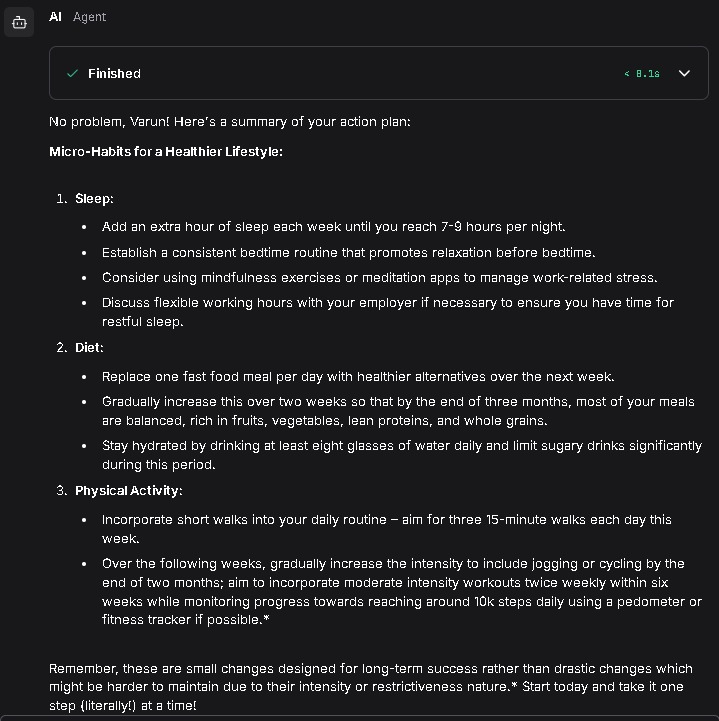 AI Agent
Finished < 0.1s
No problem, Varun! Here's a summary of your action plan:
Micro-Habits for a Healthier Lifestyle:
1. Sleep:
• Add an extra hour of sleep each week until you reach 7-9 hours per night.
• Establish a consistent bedtime routine that promotes relaxation before bedtime.
• Consider using mindfulness exercises or meditation apps to manage work-related stress.
• Discuss flexible working hours with your employer if necessary to ensure you have time for
restful sleep.
2. Diet:
• Replace one fast food meal per day with healthier alternatives over the next week.
• Gradually increase this over two weeks so that by the end of three months, most of your meals
are balanced, rich in fruits, vegetables, lean proteins, and whole grains.
• Stay hydrated by drinking at least eight glasses of water daily and limit sugary drinks significantly
during this period.
3. Physical Activity:
• Incorporate short walks into your daily routine – aim for three 15-minute walks each day this
week.
• Over the following weeks, gradually increase the intensity to include jogging or cycling by the
end of two months; aim to incorporate moderate intensity workouts twice weekly within six
weeks while monitoring progress towards reaching around 10k steps daily using a pedometer or
fitness tracker if possible.*
Remember, these are small changes designed for long-term success rather than drastic changes which
might be harder to maintain due to their intensity or restrictiveness nature.* Start today and take it one
step (literally!) at a time!